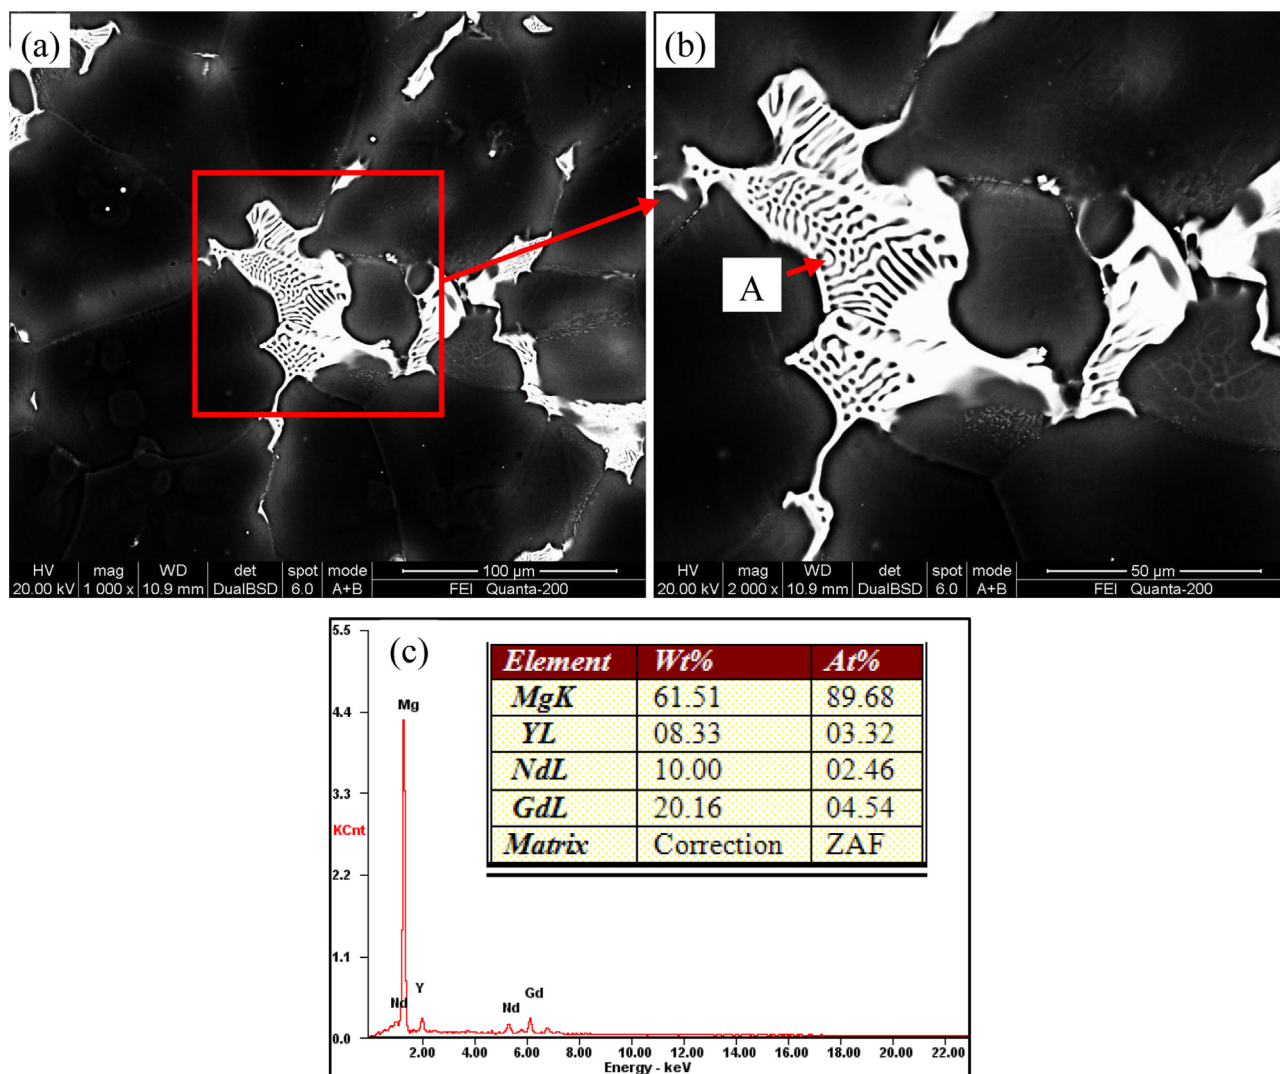 (a)
HV mag WD det spot mode 100 µm
20.00 kV 1 000 x 10.9 mm DualBSD 6.0 A+B FEI Quanta-200
(b)
A
HV mag WD det spot mode 50 µm
20.00 kV 2 000 x 10.9 mm DualBSD 6.0 A+B FEI Quanta-200
(c)
Element Wt% At%
MgK 61.51 89.68
YL 08.33 03.32
NdL 10.00 02.46
GdL 20.16 04.54
Matrix Correction ZAF
5.5
4.4
3.3
KCnt
2.2
1.1
0.0
Mg
Nd
Y
Nd
Gd
2.00 4.00 6.00 8.00 10.00 12.00 14.00 16.00 18.00 20.00 22.00
Energy - keV